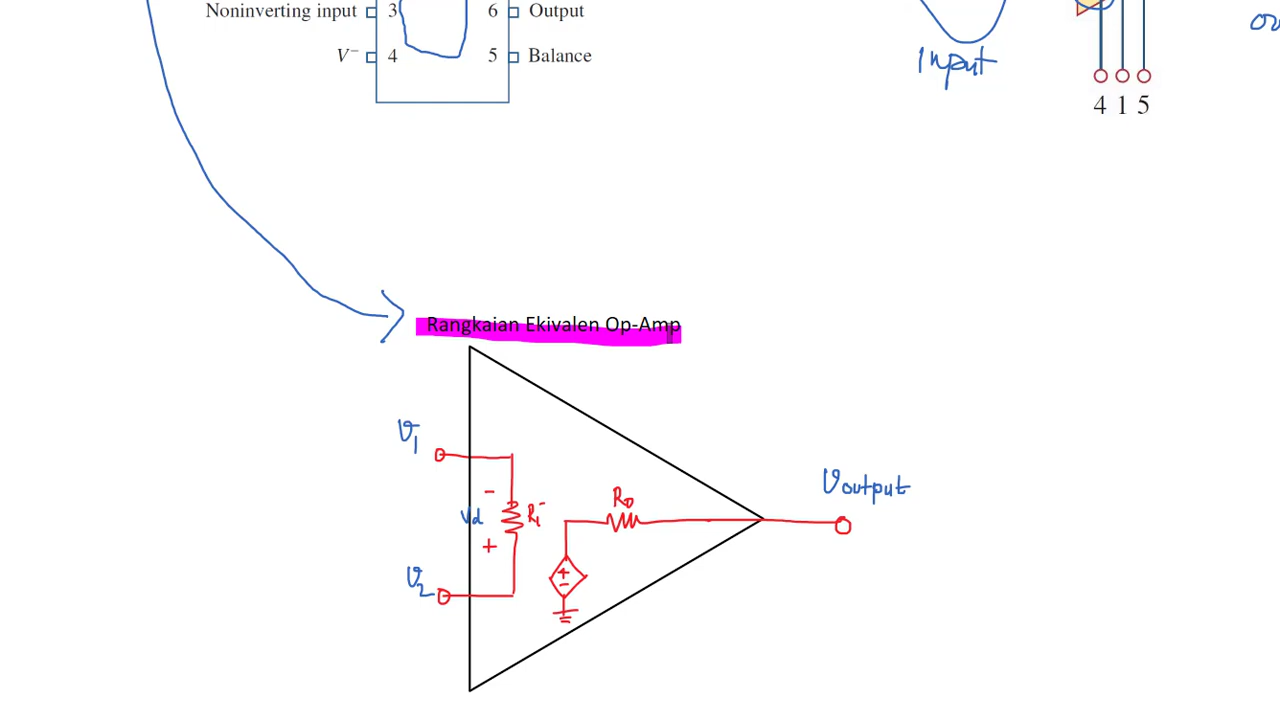 Noninverting input 3 6 Output
V⁻ 4 5 Balance
Input
4 1 5
Rangkaian Ekivalen Op-Amp
V1
- 
Vd Ri
+
V2
Ro
+
-
Voutput